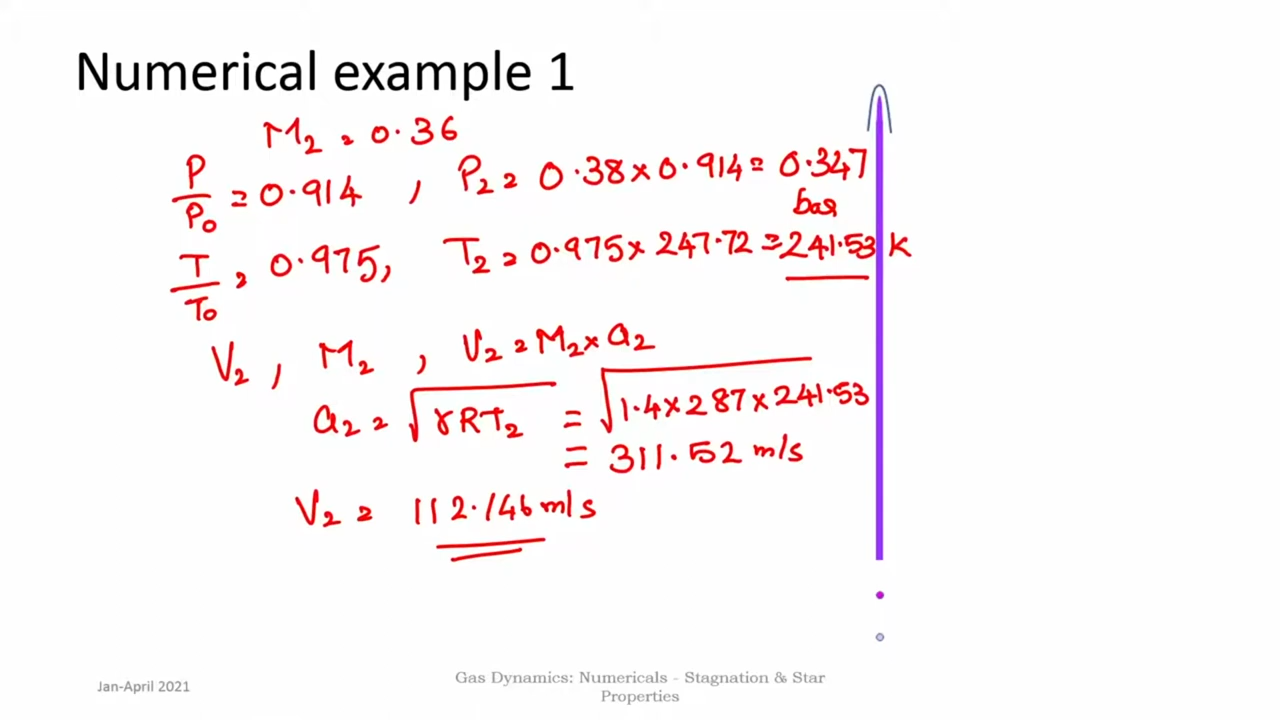 Numerical example 1
M₂ = 0.36
P/P₀ = 0.914 , P₂ = 0.38 × 0.914 = 0.347 bar
T/T₀ = 0.975, T₂ = 0.975 × 247.72 = 241.53 K
V₂ , M₂ , V₂ = M₂ × a₂
a₂ = √(γRT₂) = √(1.4 × 287 × 241.53)
= 311.52 m/s
V₂ = 112.146 m/s
Jan-April 2021
Gas Dynamics: Numericals - Stagnation & Star
Properties